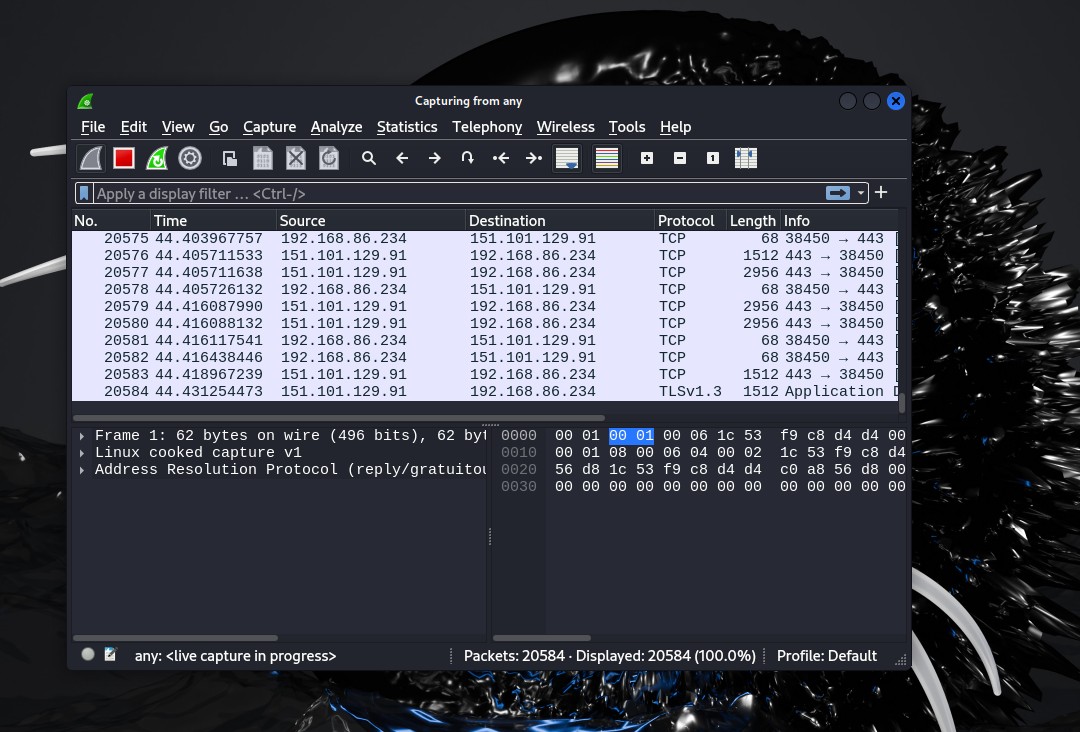 Capturing from any
File Edit View Go Capture Analyze Statistics Telephony Wireless Tools Help
Apply a display filter … <Ctrl-/>
No. Time Source Destination Protocol Length Info
20575 44.403967757 192.168.86.234 151.101.129.91 TCP 68 38450 → 443 [
20576 44.405711533 151.101.129.91 192.168.86.234 TCP 1512 443 → 38450 [
20577 44.405711638 151.101.129.91 192.168.86.234 TCP 2956 443 → 38450 [
20578 44.405726132 192.168.86.234 151.101.129.91 TCP 68 38450 → 443 [
20579 44.416087990 151.101.129.91 192.168.86.234 TCP 2956 443 → 38450 [
20580 44.416088132 151.101.129.91 192.168.86.234 TCP 2956 443 → 38450 [
20581 44.416117541 192.168.86.234 151.101.129.91 TCP 68 38450 → 443 [
20582 44.416438446 192.168.86.234 151.101.129.91 TCP 68 38450 → 443 [
20583 44.418967239 151.101.129.91 192.168.86.234 TCP 1512 443 → 38450 [
20584 44.431254473 151.101.129.91 192.168.86.234 TLSv1.3 1512 Application D
Frame 1: 62 bytes on wire (496 bits), 62 byt
Linux cooked capture v1
Address Resolution Protocol (reply/gratuitou
0000 00 01 00 01 00 06 1c 53 f9 c8 d4 d4 00
0010 00 01 08 00 06 04 00 02 1c 53 f9 c8 d4
0020 56 d8 1c 53 f9 c8 d4 d4 c0 a8 56 d8 00
0030 00 00 00 00 00 00 00 00 00 00 00 00 00
any: <live capture in progress>
Packets: 20584 · Displayed: 20584 (100.0%)
Profile: Default